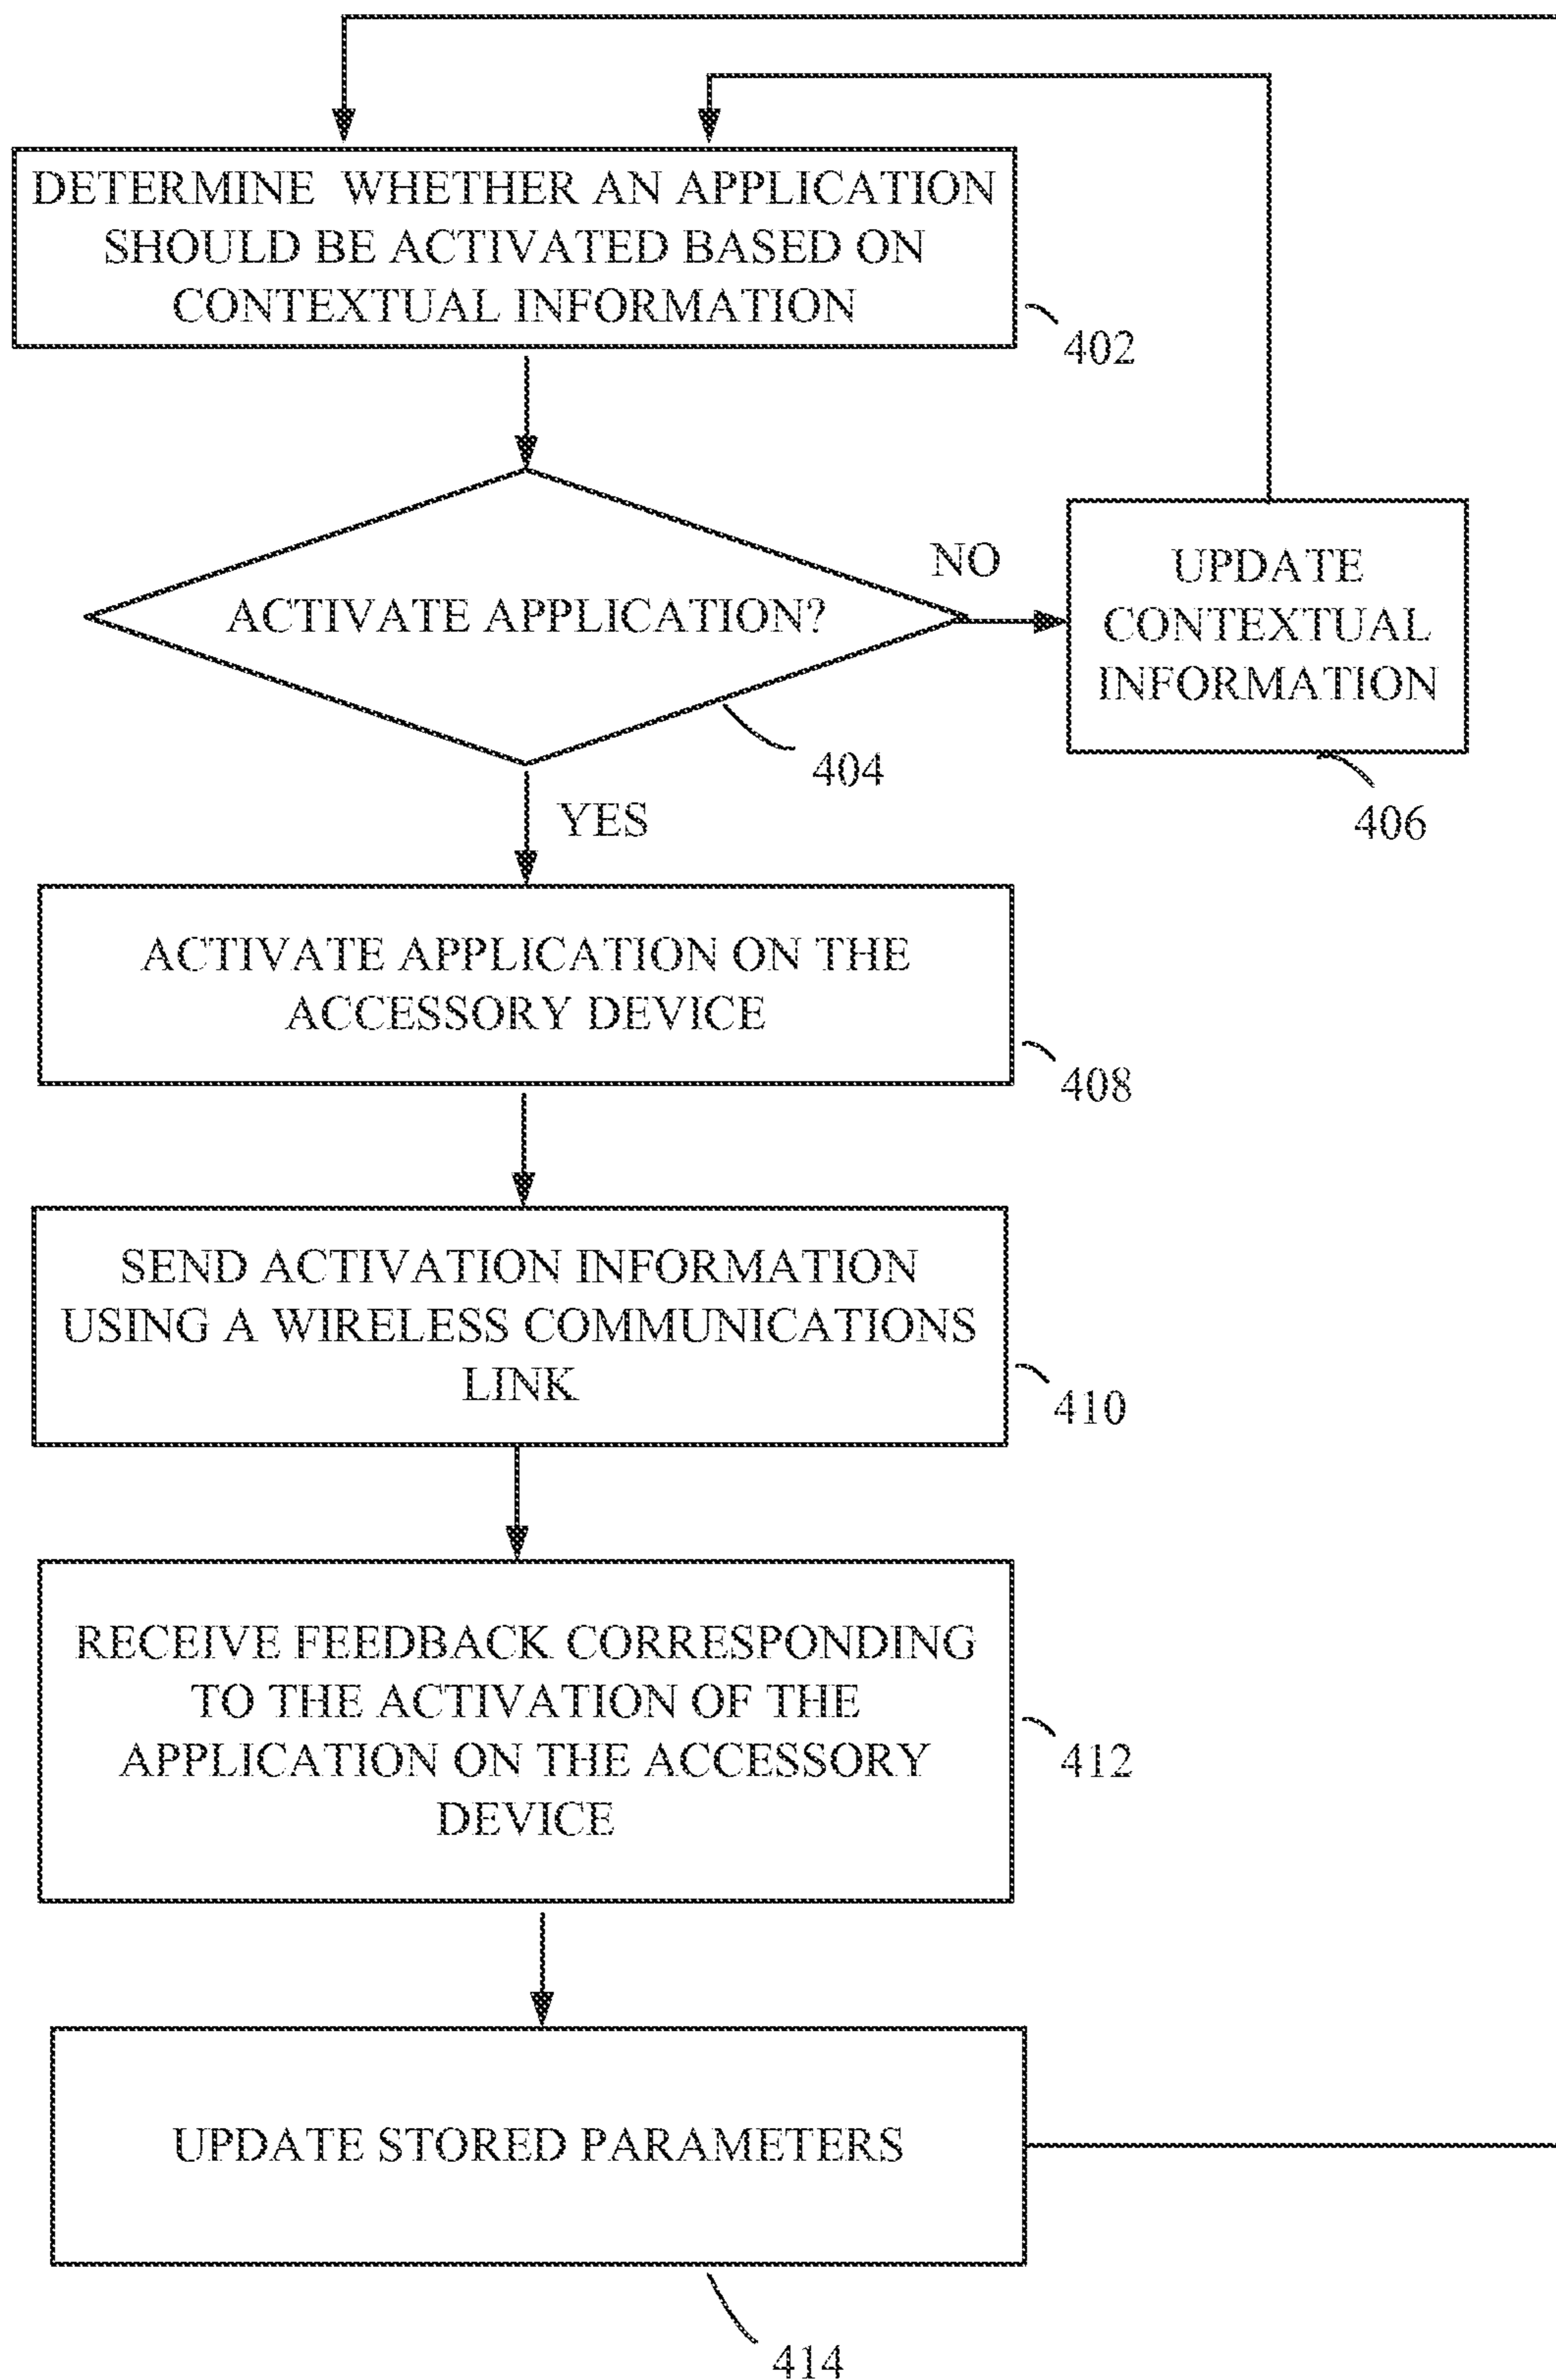 DETERMINE WHETHER AN APPLICATION
SHOULD BE ACTIVATED BASED ON
CONTEXTUAL INFORMATION
402
ACTIVATE APPLICATION?
NO
UPDATE
CONTEXTUAL
INFORMATION
404
406
YES
ACTIVATE APPLICATION ON THE
ACCESSORY DEVICE
408
SEND ACTIVATION INFORMATION
USING A WIRELESS COMMUNICATIONS
LINK
410
RECEIVE FEEDBACK CORRESPONDING
TO THE ACTIVATION OF THE
APPLICATION ON THE ACCESSORY
DEVICE
412
UPDATE STORED PARAMETERS
414